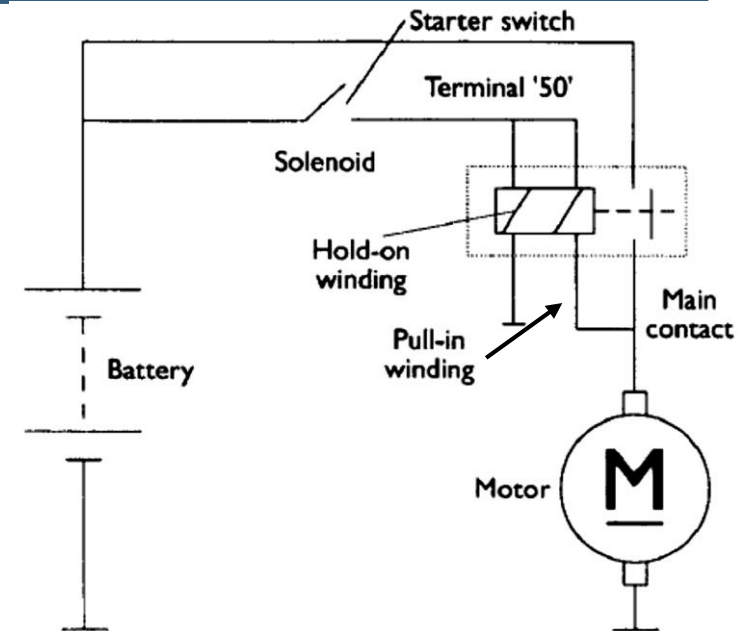 Starter switch
Terminal '50'
Solenoid
Hold-on
winding
Main
contact
Pull-in
winding
Battery
Motor
M